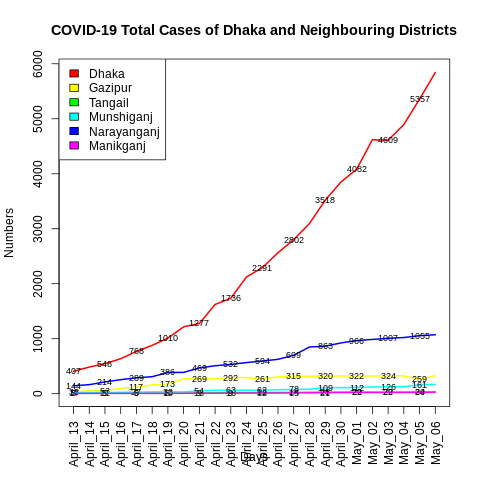 COVID-19 Total Cases of Dhaka and Neighbouring Districts
Numbers
6000
5000
4000
3000
2000
1000
0
Dhaka
Gazipur
Tangail
Munshiganj
Narayanganj
Manikganj
407 546 768 1010 1277 1736 2291 2802 3518 4082 4609 5357
144 214 289 386 469 532 594 699 863 966 1007 1055
117 173 269 292 261 315 320 322 324 259
54 63 68 78 109 112 126 161
April_13
April_14
April_15
April_16
April_17
April_18
April_19
April_20
April_21
April_22
April_23
April_24
April_25
April_26
April_27
April_28
April_29
April_30
May_01
May_02
May_03
May_04
May_05
May_06
Days